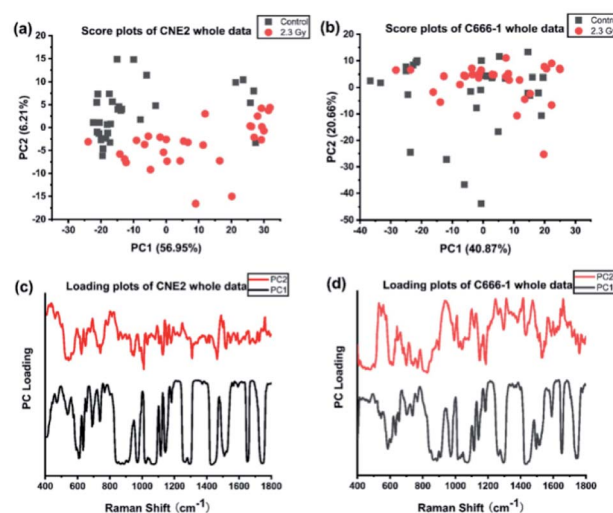 (a) Score plots of CNE2 whole data
Control
2.3 Gy
20
15
10
5
0
-5
-10
-15
-20
PC2 (6.21%)
-30 -20 -10 0 10 20 30
PC1 (56.95%)
(b) Score plots of C666-1 whole data
Control
2.3 Gy
30
20
10
0
-10
-20
-30
-40
-50
PC2 (20.66%)
-40 -30 -20 -10 0 10 20 30
PC1 (40.87%)
(c) Loading plots of CNE2 whole data
PC2
PC1
PC Loading
400 600 800 1000 1200 1400 1600 1800
Raman Shift (cm-1)
(d) Loading plots of C666-1 whole data
PC2
PC1
PC Loading
400 600 800 1000 1200 1400 1600 1800
Raman Shift (cm-1)